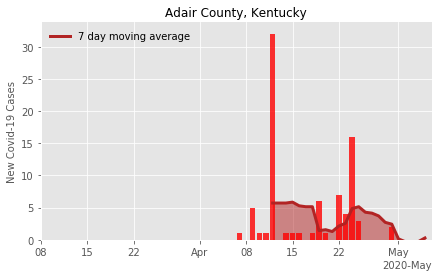 Adair County, Kentucky
7 day moving average
New Covid-19 Cases
30
25
20
15
10
5
0
08
15
22
Apr
08
15
22
May
2020-May